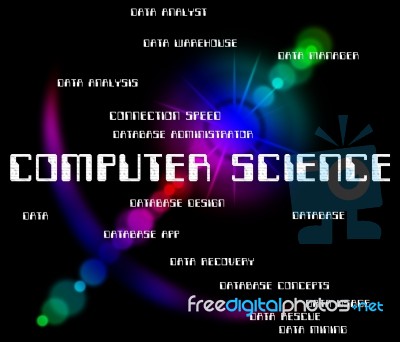 DATA ANALYST
DATA WAREHOUSE
DATA MANAGER
DATA ANALYSIS
CONNECTION SPEED
DATABASE ADMINISTRATOR
COMPUTER SCIENCE
DATABASE DESIGN
DATA
DATABASE
DATABASE APP
DATA RECOVERY
DATABASE CONCEPTS
freedigitalphotos.net
DATA RESCUE
DATA MINING